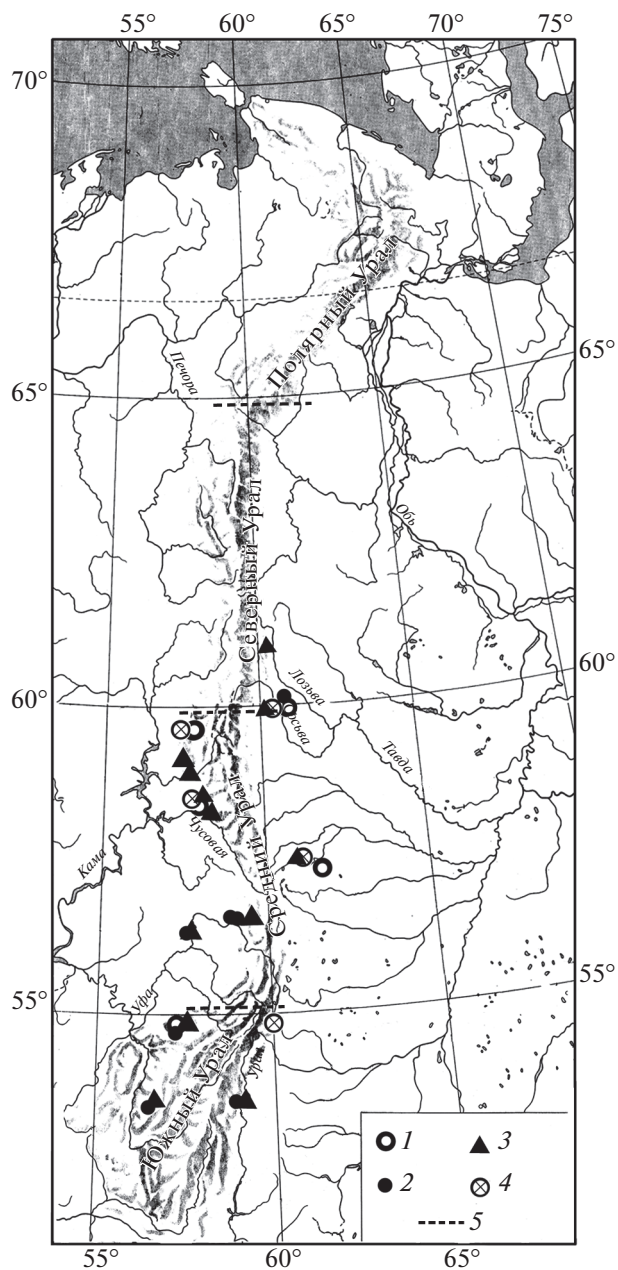 55° 60° 65° 70° 75°
70°
Полярный Урал
65°
Печора
65°
Обь
Северный Урал
60°
Лозьва
60°
Сосьва
Тавда
Средний Урал
Чусовая
Кама
55°
Уфа
55°
Урал
Южный Урал
1 3
2 4
5
55° 60° 65°